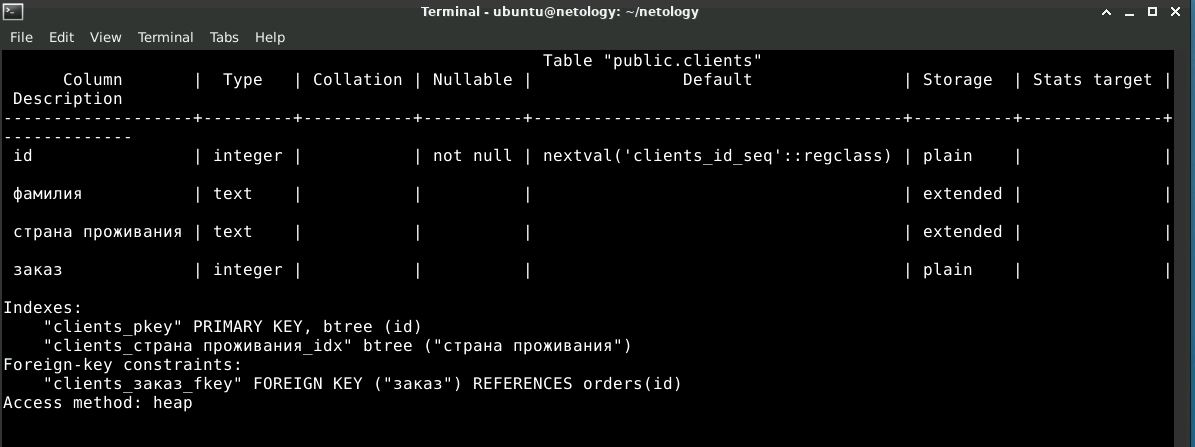 Terminal - ubuntu@netology: ~/netology
File Edit View Terminal Tabs Help
Table "public.clients"
Column | Type | Collation | Nullable | Default | Storage | Stats target |
Description
-------------------+---------+-----------+----------+-------------------------------------+----------+--------------+
-------------
id | integer | | not null | nextval('clients_id_seq'::regclass) | plain | |
фамилия | text | | | | extended | |
страна проживания | text | | | | extended | |
заказ | integer | | | | plain | |
Indexes:
"clients_pkey" PRIMARY KEY, btree (id)
"clients_страна проживания_idx" btree ("страна проживания")
Foreign-key constraints:
"clients_заказ_fkey" FOREIGN KEY ("заказ") REFERENCES orders(id)
Access method: heap